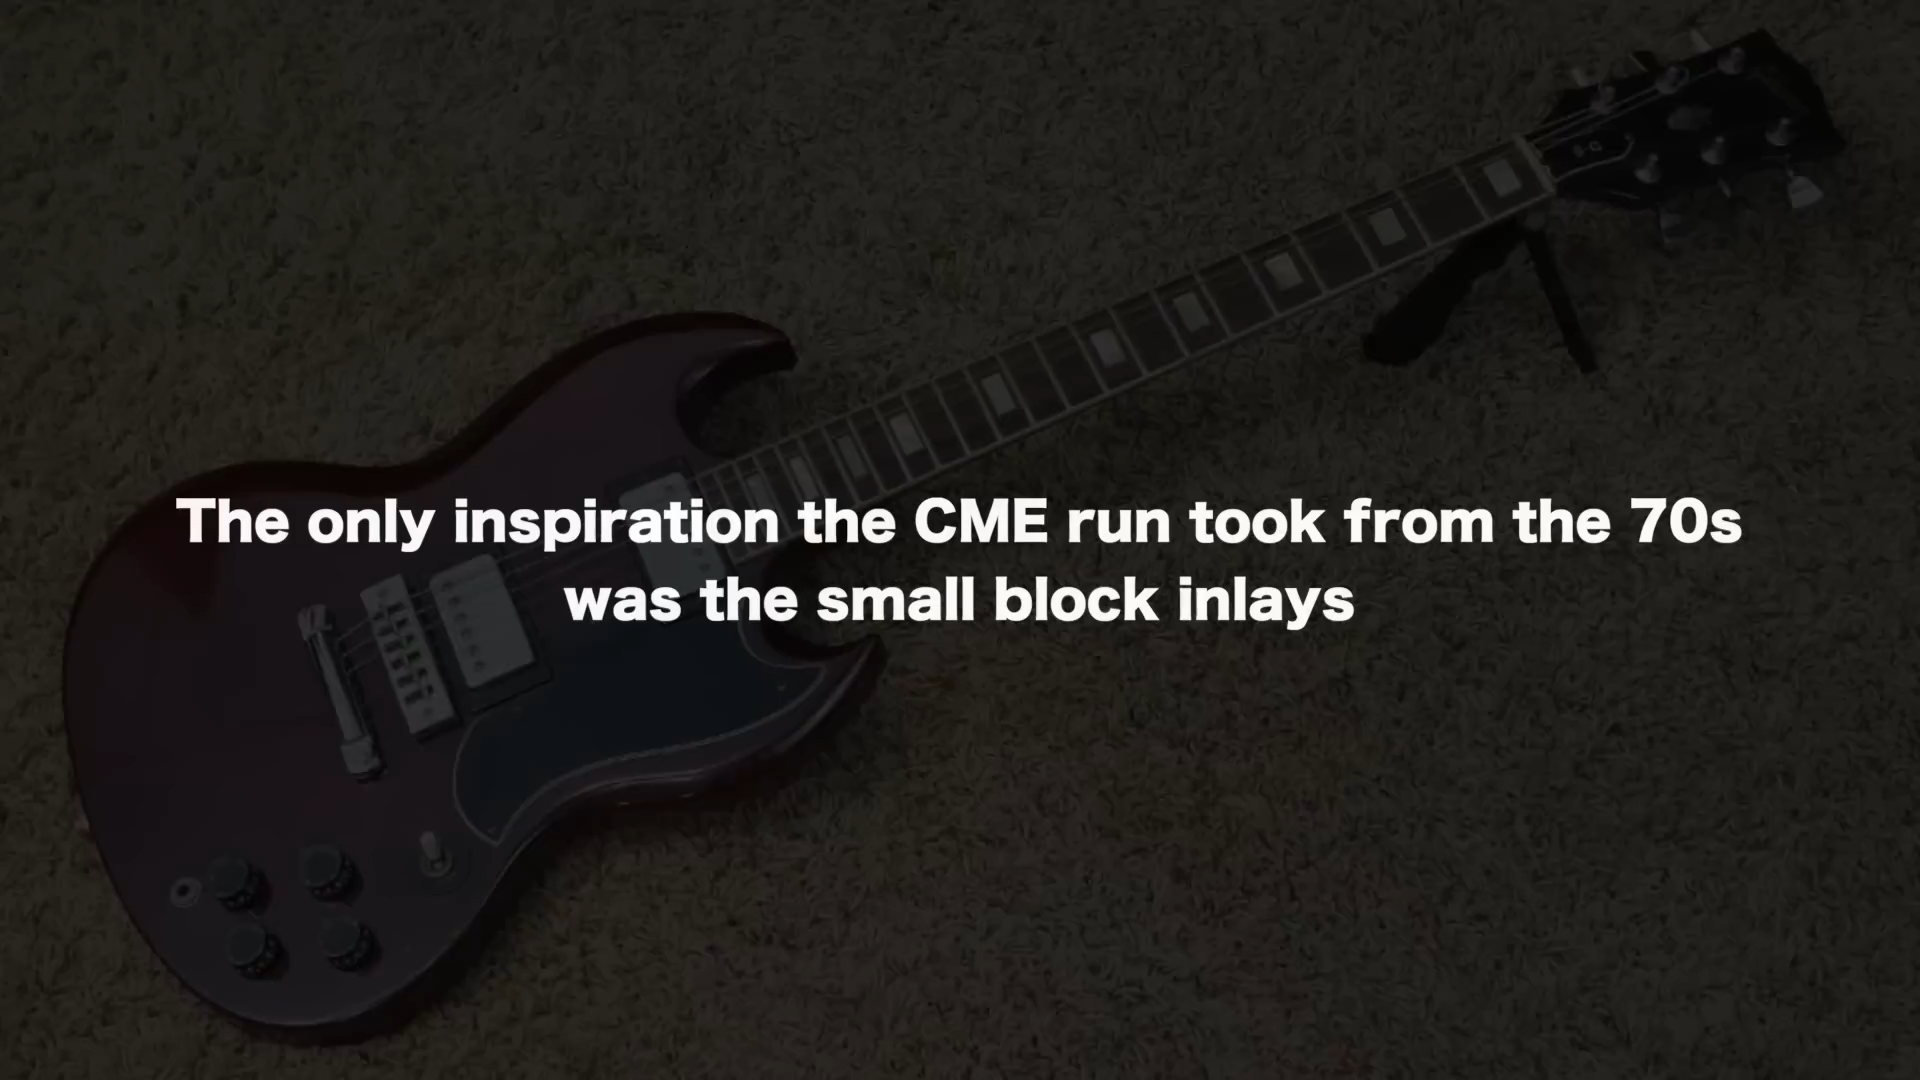 The only inspiration the CME run took from the 70s
was the small block inlays